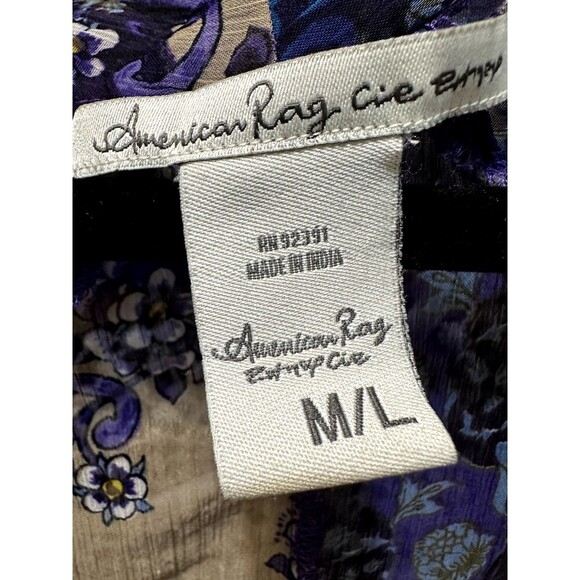 American Rag Cie
RN 92391
MADE IN INDIA
American Rag
Cie
M/L